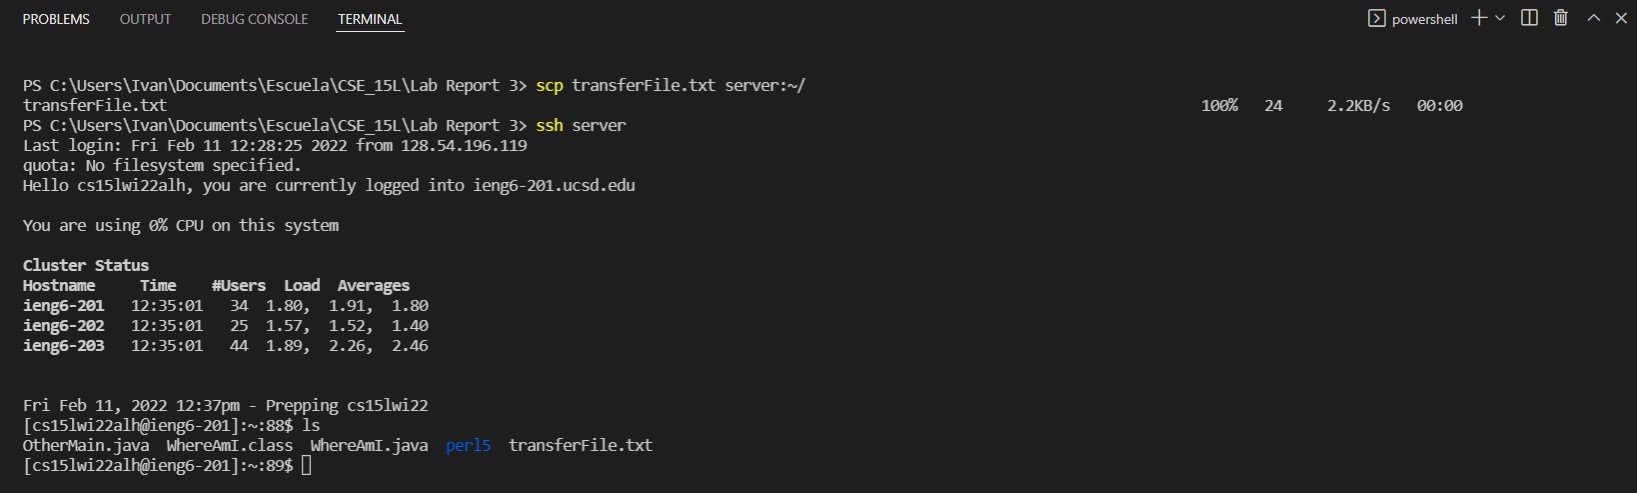 PROBLEMS OUTPUT DEBUG CONSOLE TERMINAL powershell
PS C:\Users\Ivan\Documents\Escuela\CSE_15L\Lab Report 3> scp transferFile.txt server:~/
transferFile.txt 100% 24 2.2KB/s 00:00
PS C:\Users\Ivan\Documents\Escuela\CSE_15L\Lab Report 3> ssh server
Last login: Fri Feb 11 12:28:25 2022 from 128.54.196.119
quota: No filesystem specified.
Hello cs15lwi22alh, you are currently logged into ieng6-201.ucsd.edu
You are using 0% CPU on this system
Cluster Status
Hostname Time #Users Load Averages
ieng6-201 12:35:01 34 1.80, 1.91, 1.80
ieng6-202 12:35:01 25 1.57, 1.52, 1.40
ieng6-203 12:35:01 44 1.89, 2.26, 2.46
Fri Feb 11, 2022 12:37pm - Prepping cs15lwi22
[cs15lwi22alh@ieng6-201]:~:88$ ls
OtherMain.java WhereAmI.class WhereAmI.java perl5 transferFile.txt
[cs15lwi22alh@ieng6-201]:~:89$